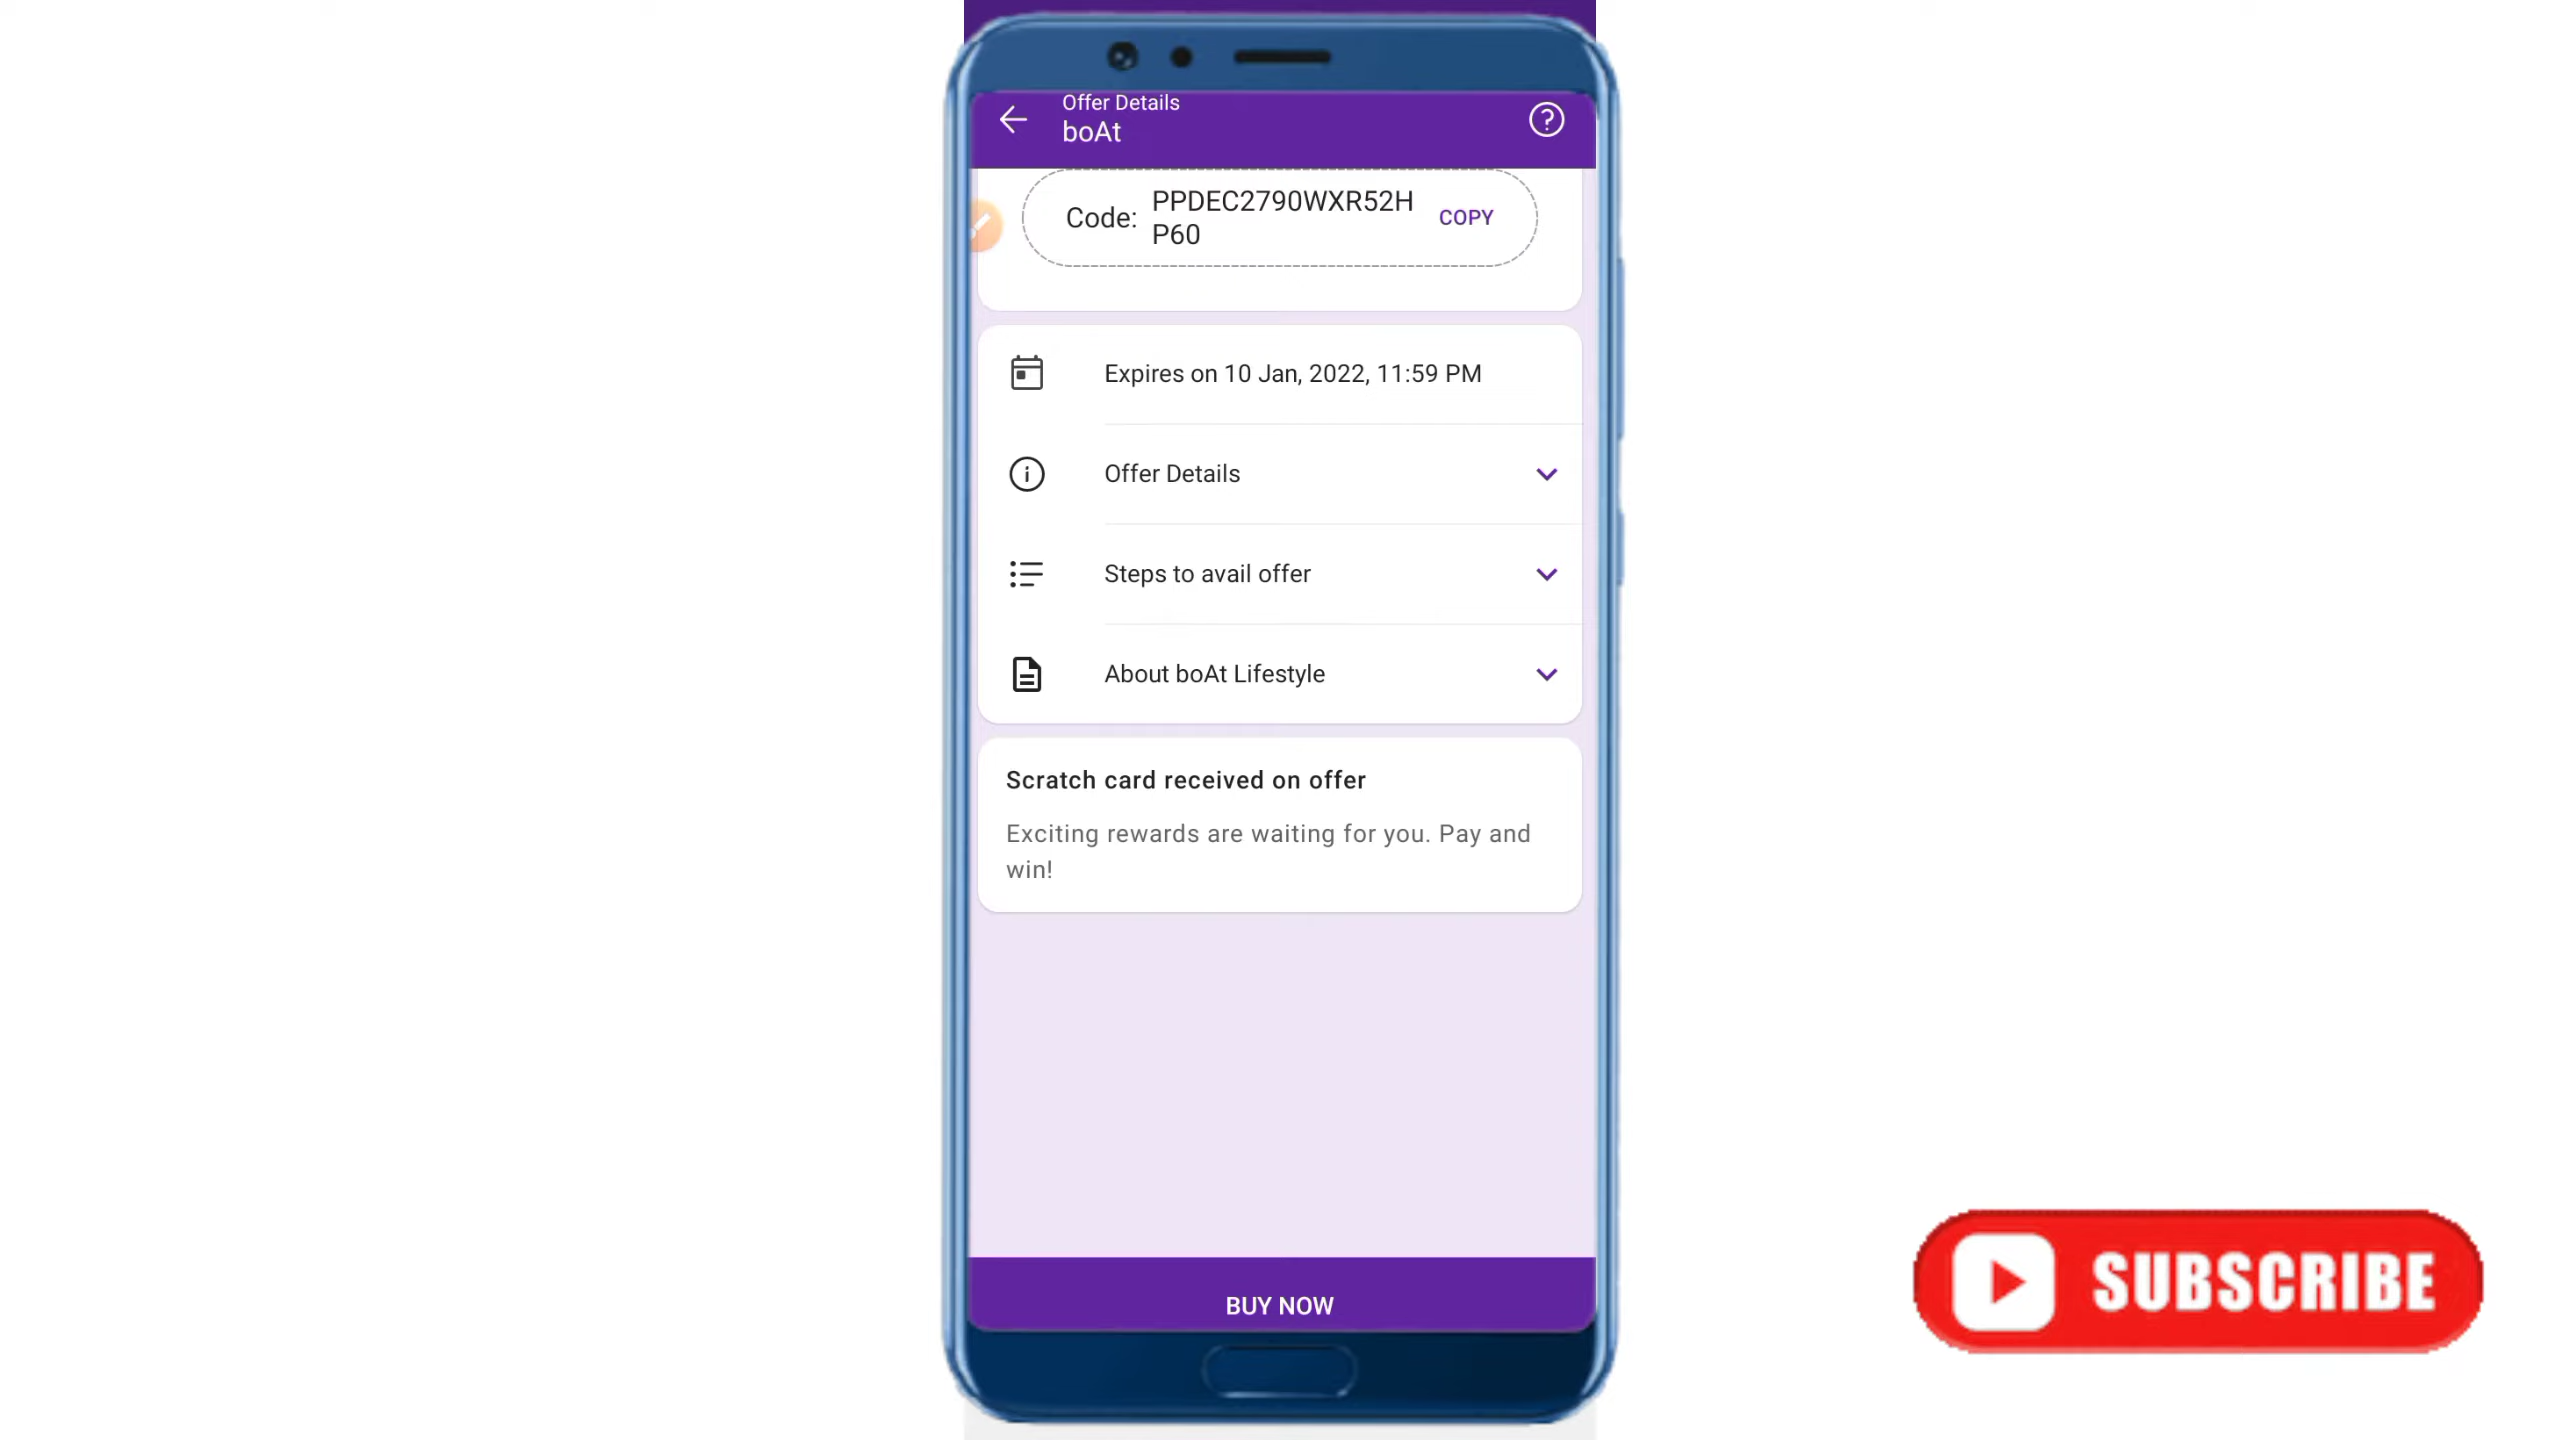 Offer Details
boAt
Code: PPDEC2790WXR52H
P60
COPY
Expires on 10 Jan, 2022, 11:59 PM
Offer Details
Steps to avail offer
About boAt Lifestyle
Scratch card received on offer
Exciting rewards are waiting for you. Pay and
win!
BUY NOW
SUBSCRIBE